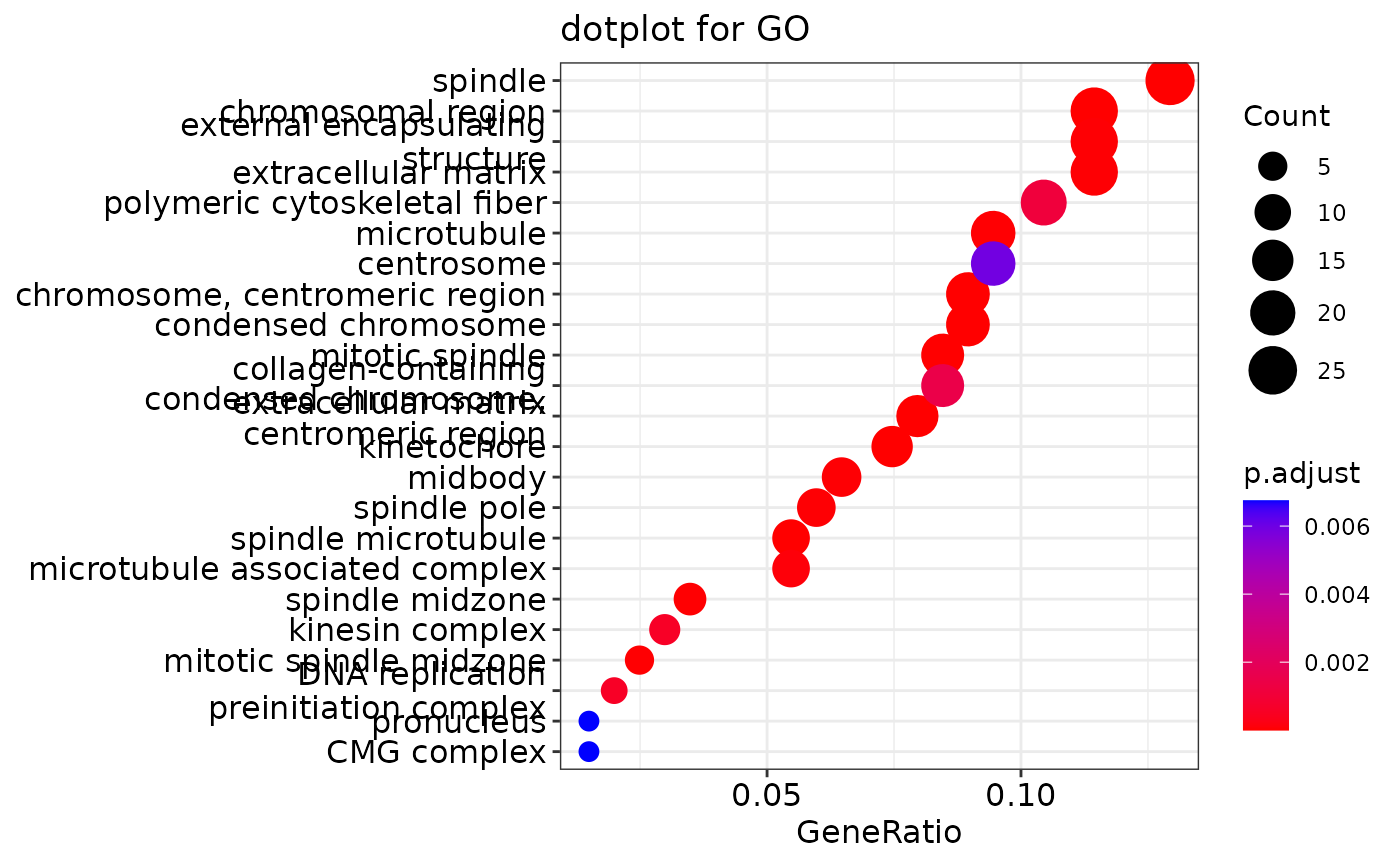 dotplot for GO
spindle
chromosomal region
external encapsulating
structure
extracellular matrix
polymeric cytoskeletal fiber
microtubule
centrosome
chromosome, centromeric region
condensed chromosome
mitotic spindle
collagen-containing
extracellular matrix
condensed chromosome,
centromeric region
kinetochore
midbody
spindle pole
spindle microtubule
microtubule associated complex
spindle midzone
kinesin complex
mitotic spindle midzone
DNA replication
preinitiation complex
pronucleus
CMG complex
0.05
0.10
GeneRatio
Count
5
10
15
20
25
p.adjust
0.006
0.004
0.002